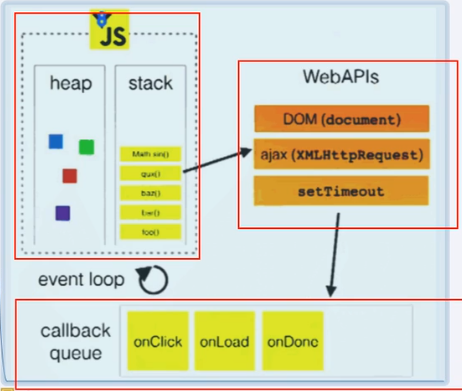 JS
heap
stack
WebAPIs
DOM (document)
ajax (XMLHttpRequest)
setTimeout
Math.sin()
qux()
baz()
bar()
foo()
event loop
callback
queue
onClick
onLoad
onDone